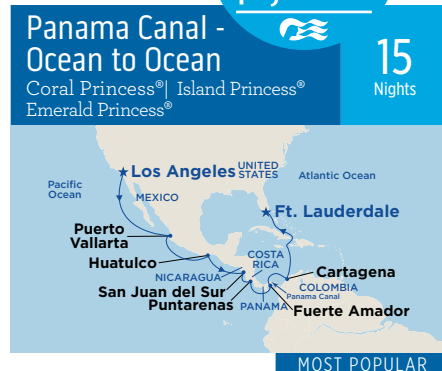 Panama Canal -
Ocean to Ocean
Coral Princess® | Island Princess®
Emerald Princess®
15
Nights
Los Angeles
UNITED
STATES
Atlantic Ocean
Pacific
Ocean
MEXICO
Ft. Lauderdale
Puerto
Vallarta
Huatulco
COSTA
RICA
NICARAGUA
Cartagena
San Juan del Sur
COLOMBIA
Puntarenas
PANAMA
Panama Canal
Fuerte Amador
MOST POPULAR